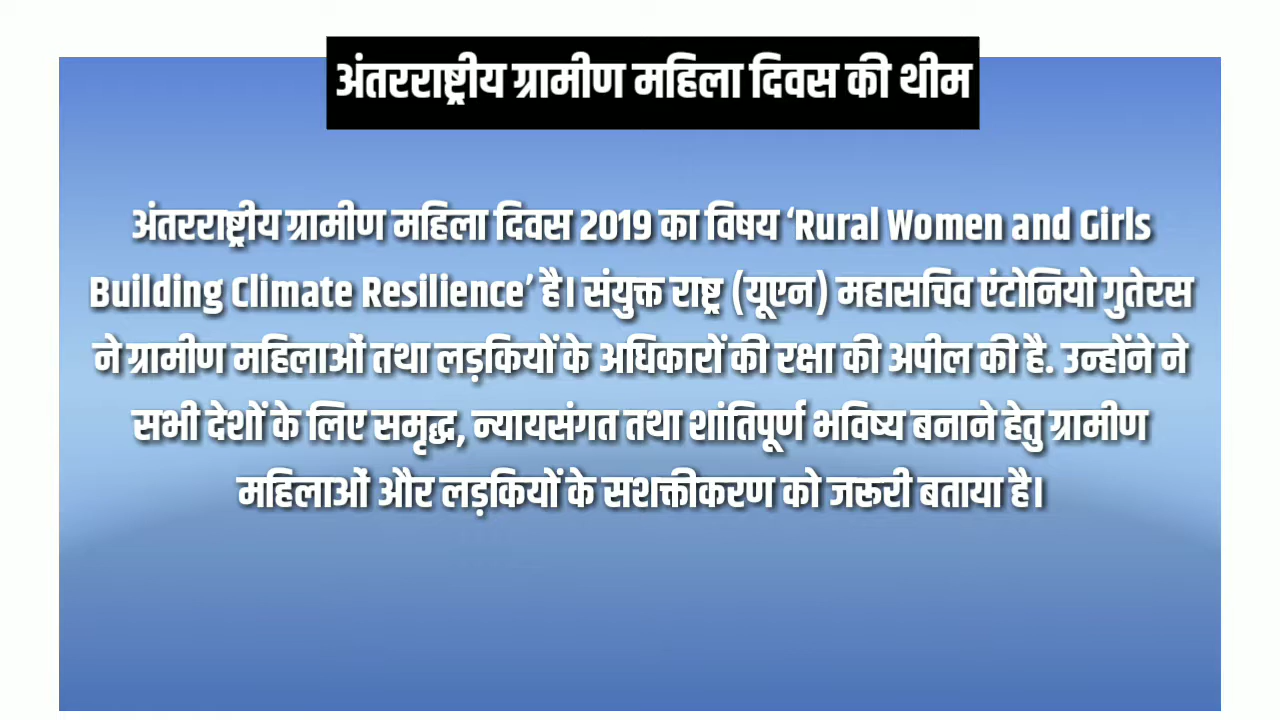 अंतरराष्ट्रीय ग्रामीण महिला दिवस की थीम
अंतरराष्ट्रीय ग्रामीण महिला दिवस 2019 का विषय ‘Rural Women and Girls
Building Climate Resilience’ है। संयुक्त राष्ट्र (यूएन) महासचिव एंटोनियो गुतेरस
ने ग्रामीण महिलाओं तथा लड़कियों के अधिकारों की रक्षा की अपील की है. उन्होंने ने
सभी देशों के लिए समृद्ध, न्यायसंगत तथा शांतिपूर्ण भविष्य बनाने हेतु ग्रामीण
महिलाओं और लड़कियों के सशक्तीकरण को जरूरी बताया है।